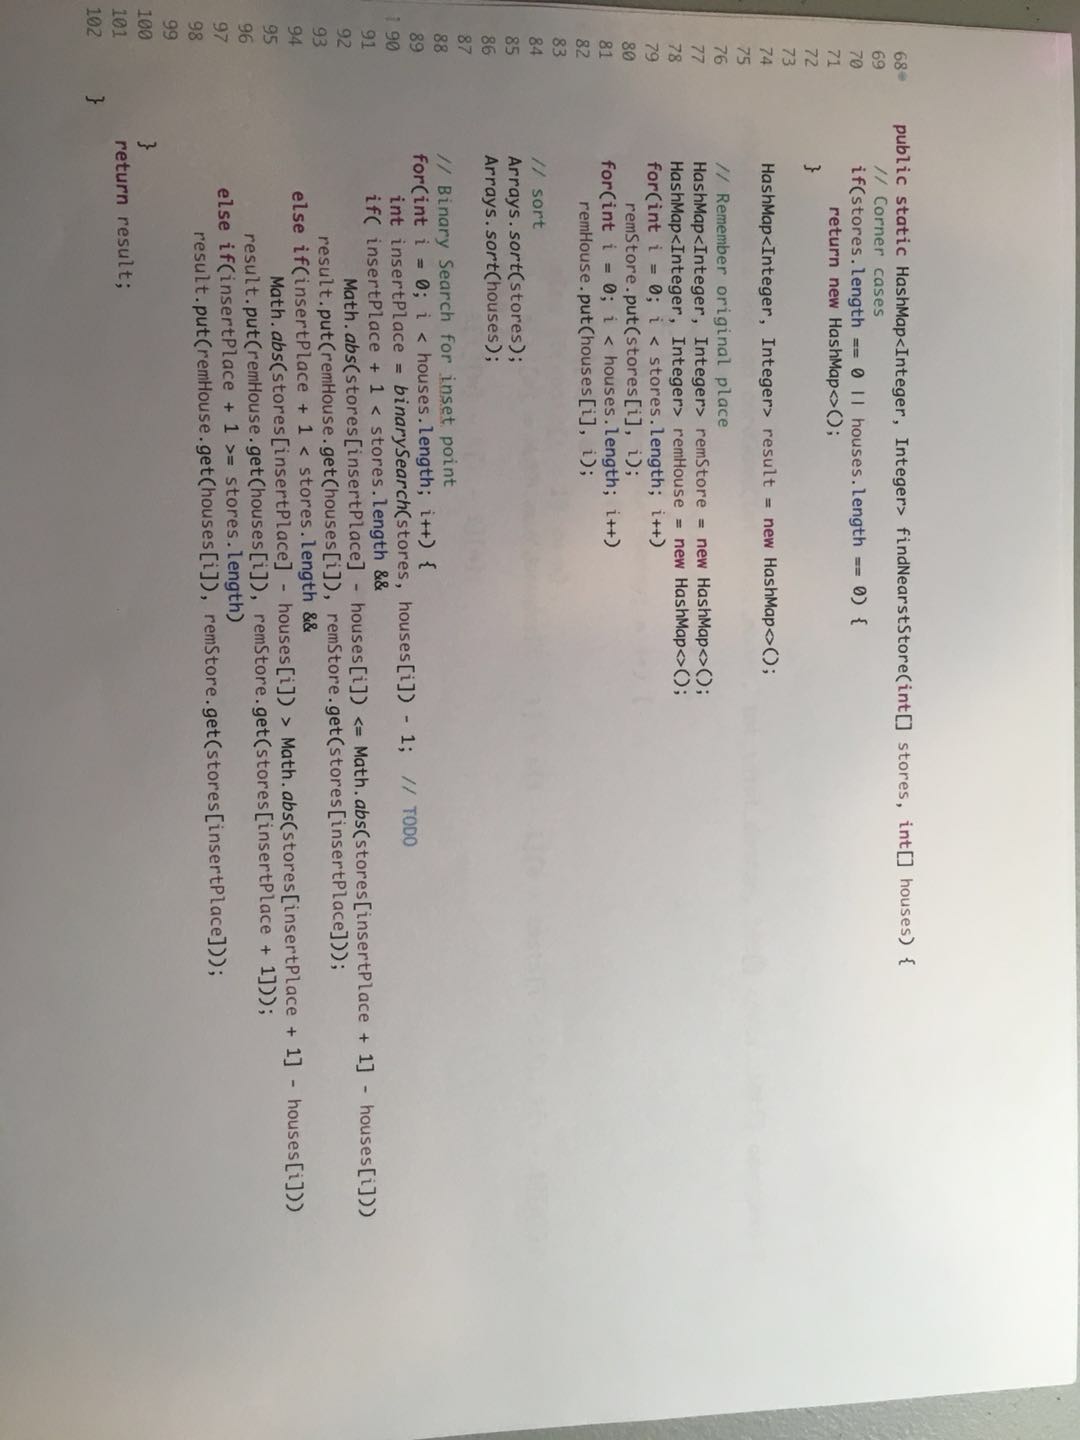 68 public static HashMap<Integer, Integer> findNearstStore(int[] stores, int[] houses) {
69 // Corner cases
70 if(stores.length == 0 || houses.length == 0) {
71 return new HashMap<>();
72 }
73
74 HashMap<Integer, Integer> result = new HashMap<>();
75
76 // Remember original place
77 HashMap<Integer, Integer> remStore = new HashMap<>();
78 HashMap<Integer, Integer> remHouse = new HashMap<>();
79 for(int i = 0; i < stores.length; i++)
80 remStore.put(stores[i], i);
81 for(int i = 0; i < houses.length; i++)
82 remHouse.put(houses[i], i);
83
84 // sort
85 Arrays.sort(stores);
86 Arrays.sort(houses);
87
88 // Binary Search for inset point
89 for(int i = 0; i < houses.length; i++) {
90 int insertPlace = binarySearch(stores, houses[i]) - 1; // TODO
91 if( insertPlace + 1 < stores.length &&
92 Math.abs(stores[insertPlace] - houses[i]) <= Math.abs(stores[insertPlace + 1] - houses[i]))
93 result.put(remHouse.get(houses[i]), remStore.get(stores[insertPlace]));
94 else if(insertPlace + 1 < stores.length &&
95 Math.abs(stores[insertPlace] - houses[i]) > Math.abs(stores[insertPlace + 1] - houses[i]))
96 result.put(remHouse.get(houses[i]), remStore.get(stores[insertPlace + 1]));
97 else if(insertPlace + 1 >= stores.length)
98 result.put(remHouse.get(houses[i]), remStore.get(stores[insertPlace]));
99
100 }
101 return result;
102 }